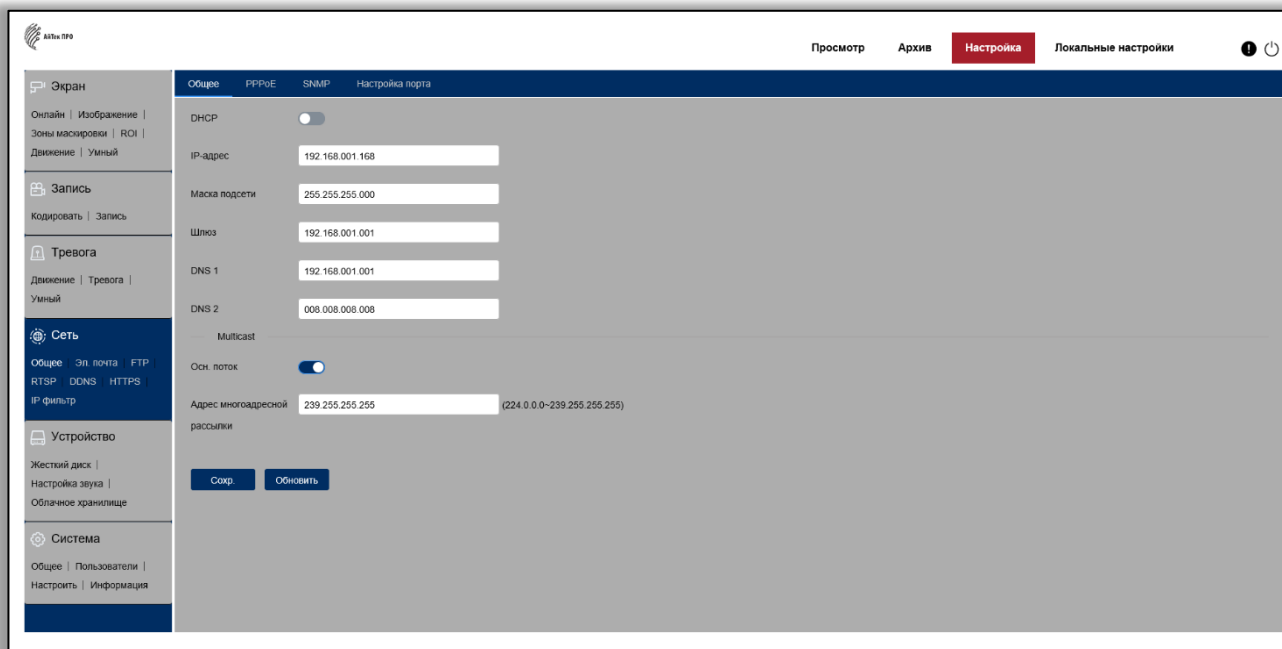 АйТек ПРО
Просмотр Архив Настройка Локальные настройки
Экран
Онлайн | Изображение |
Зоны маскировки | ROI |
Движение | Умный
Запись
Кодировать | Запись
Тревога
Движение | Тревога |
Умный
Сеть
Общее | Эл. почта | FTP |
RTSP | DDNS | HTTPS |
IP фильтр
Устройство
Жесткий диск |
Настройка звука |
Облачное хранилище
Система
Общее | Пользователи |
Настроить | Информация
Общее PPPoE SNMP Настройка порта
DHCP
IP-адрес 192.168.001.168
Маска подсети 255.255.255.000
Шлюз 192.168.001.001
DNS 1 192.168.001.001
DNS 2 008.008.008.008
Multicast
Осн. поток
Адрес многоадресной 239.255.255.255 (224.0.0.0~239.255.255.255)
рассылки
Сохр. Обновить